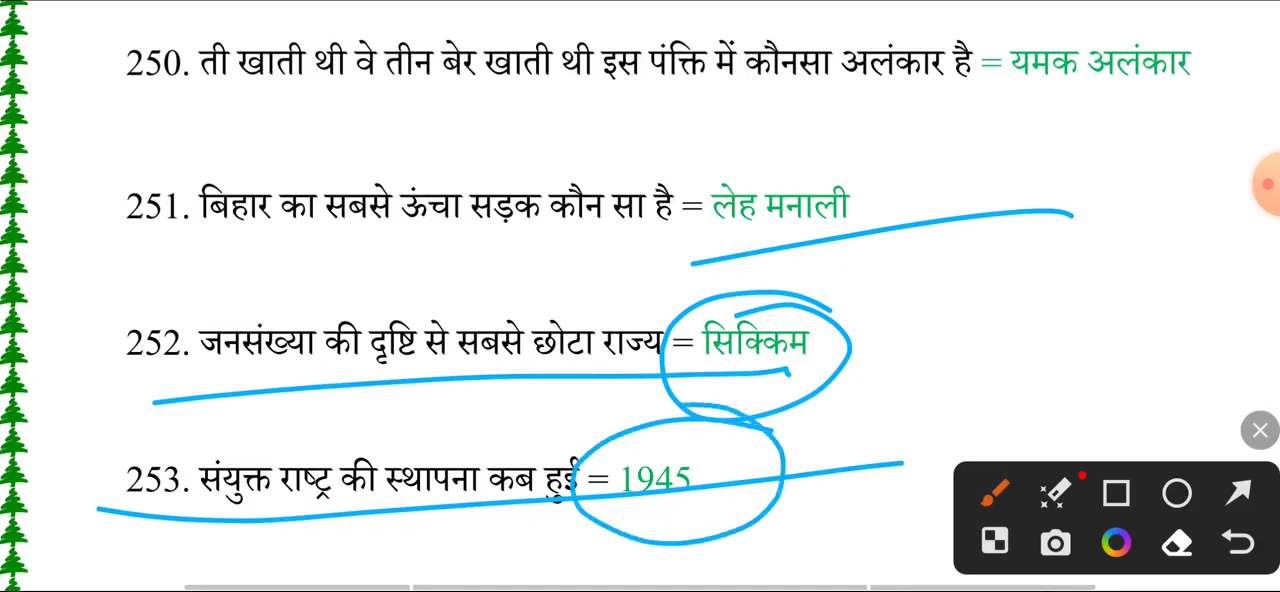 250. ती खाती थी वे तीन बेर खाती थी इस पंक्ति में कौनसा अलंकार है = यमक अलंकार
251. बिहार का सबसे ऊंचा सड़क कौन सा है = लेह मनाली
252. जनसंख्या की दृष्टि से सबसे छोटा राज्य = सिक्किम
253. संयुक्त राष्ट्र की स्थापना कब हुई = 1945